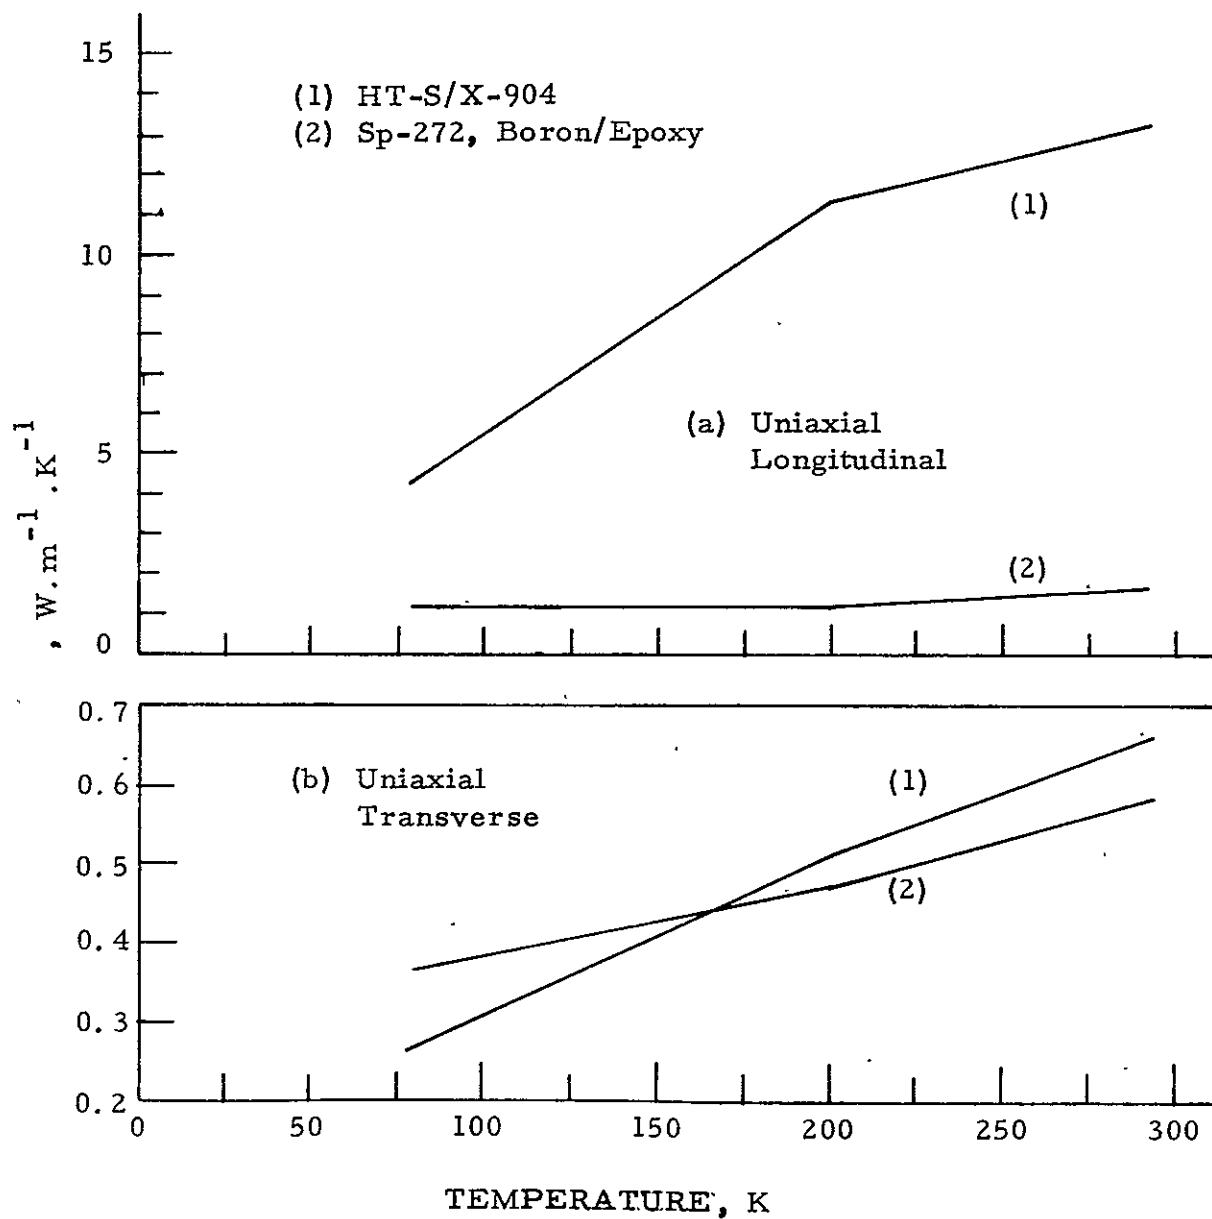 15
(1) HT-S/X-904
(2) Sp-272, Boron/Epoxy
(1)
10
(a) Uniaxial
Longitudinal
5
(2)
0
, W.m⁻¹.K⁻¹
0.7
(b) Uniaxial
Transverse
(1)
0.6
0.5
(2)
0.4
0.3
0.2
0 50 100 150 200 250 300
TEMPERATURE, K